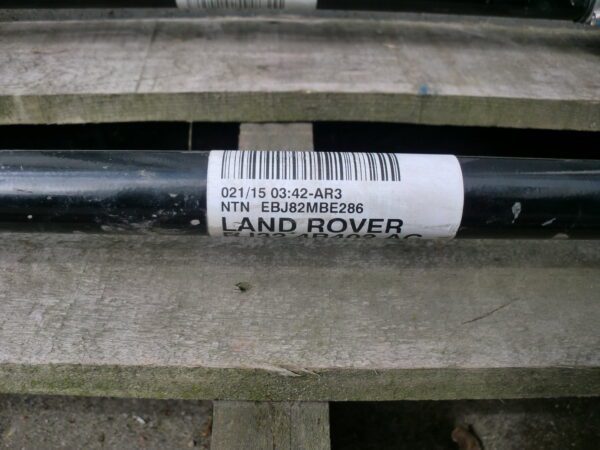 021/15 03:42-AR3
NTN EBJ82MBE286
LAND ROVER